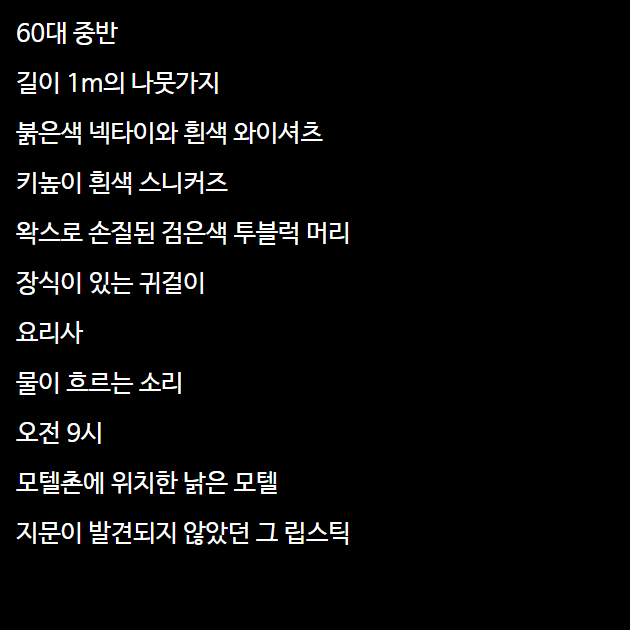 60대 중반
길이 1m의 나뭇가지
붉은색 넥타이와 흰색 와이셔츠
키높이 흰색 스니커즈
왁스로 손질된 검은색 투블럭 머리
장식이 있는 귀걸이
요리사
물이 흐르는 소리
오전 9시
모텔촌에 위치한 낡은 모텔
지문이 발견되지 않았던 그 립스틱